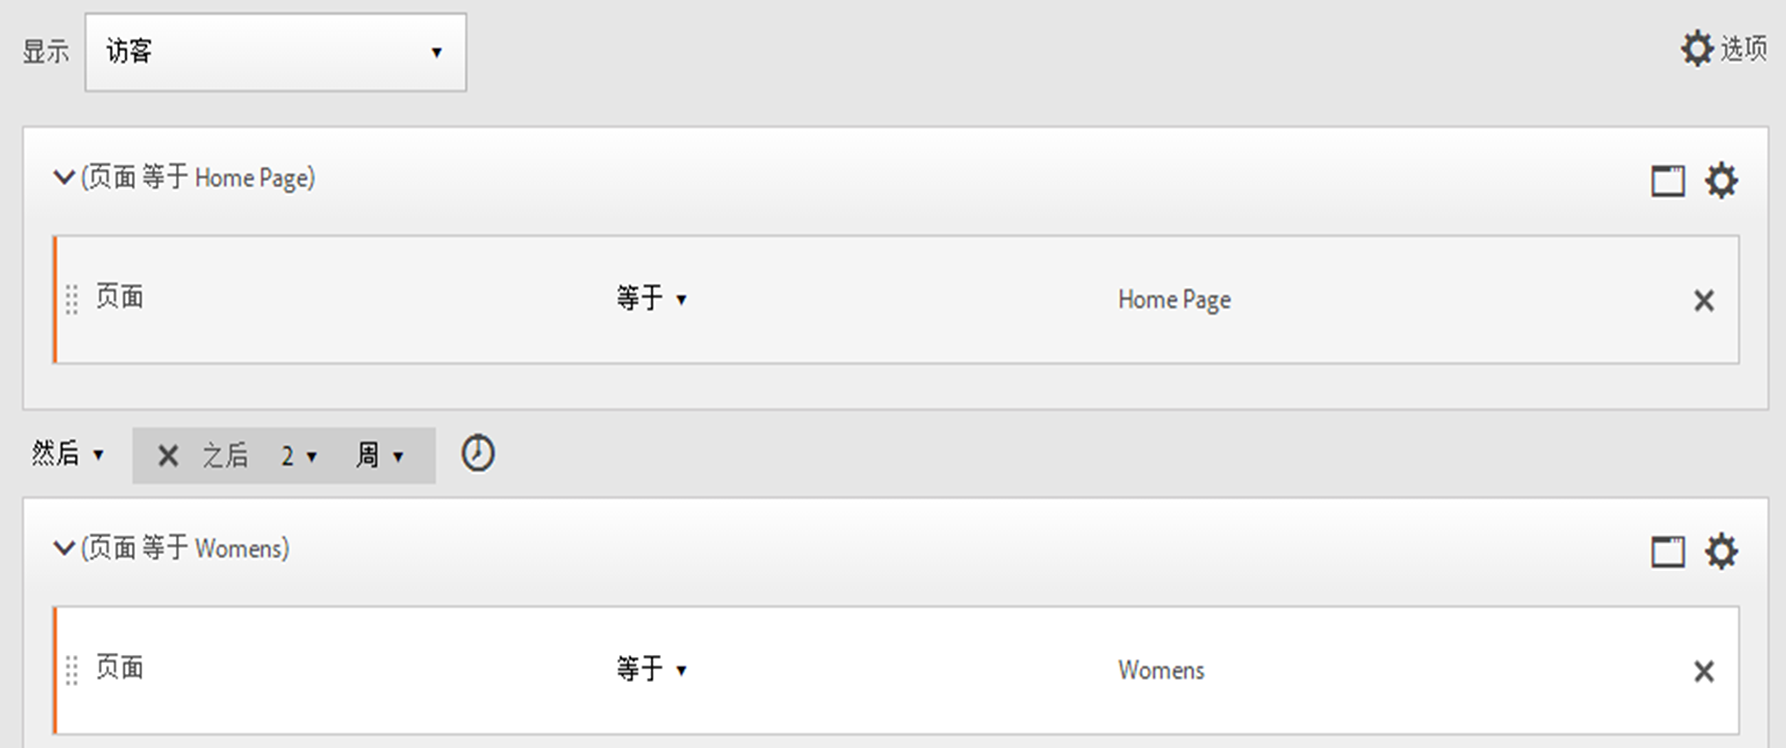 显示 访客 选项
(页面 等于 Home Page)
页面 等于 Home Page
然后 之后 2 周
(页面 等于 Womens)
页面 等于 Womens